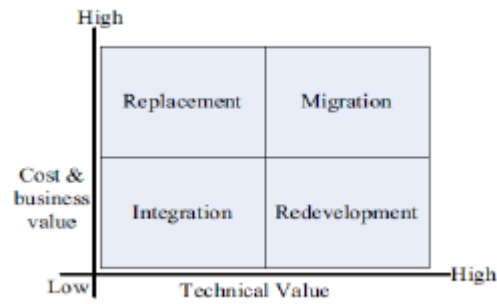 High
Replacement
Migration
Cost &
business
value
Integration
Redevelopment
High
Low
Technical Value